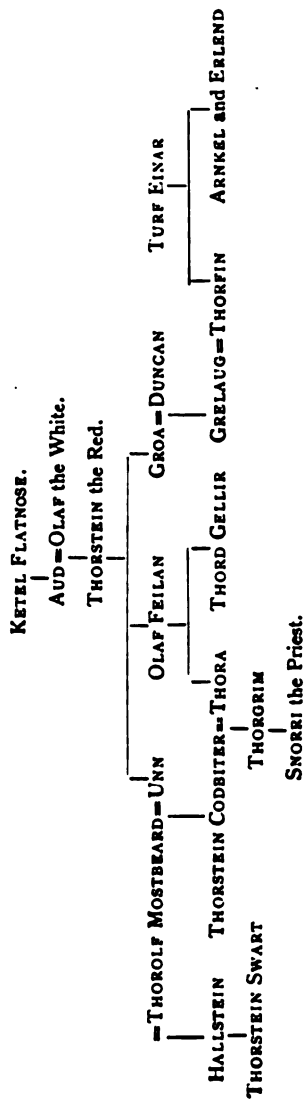 KETEL FLATNOSE.
AUD=OLAF the WHITE.
THORSTEIN the RED.
=THOROLF MOSTBEARD=UNN OLAF FEILAN GROA=DUNCAN TURF EINAR
HALLSTEIN THORSTEIN CODBITER=THORA THORD GELLIR GRELAUG=THORFIN ARNKEL and ERLEND
THORSTEIN SWART THORGRIM
SNORRI the Priest.